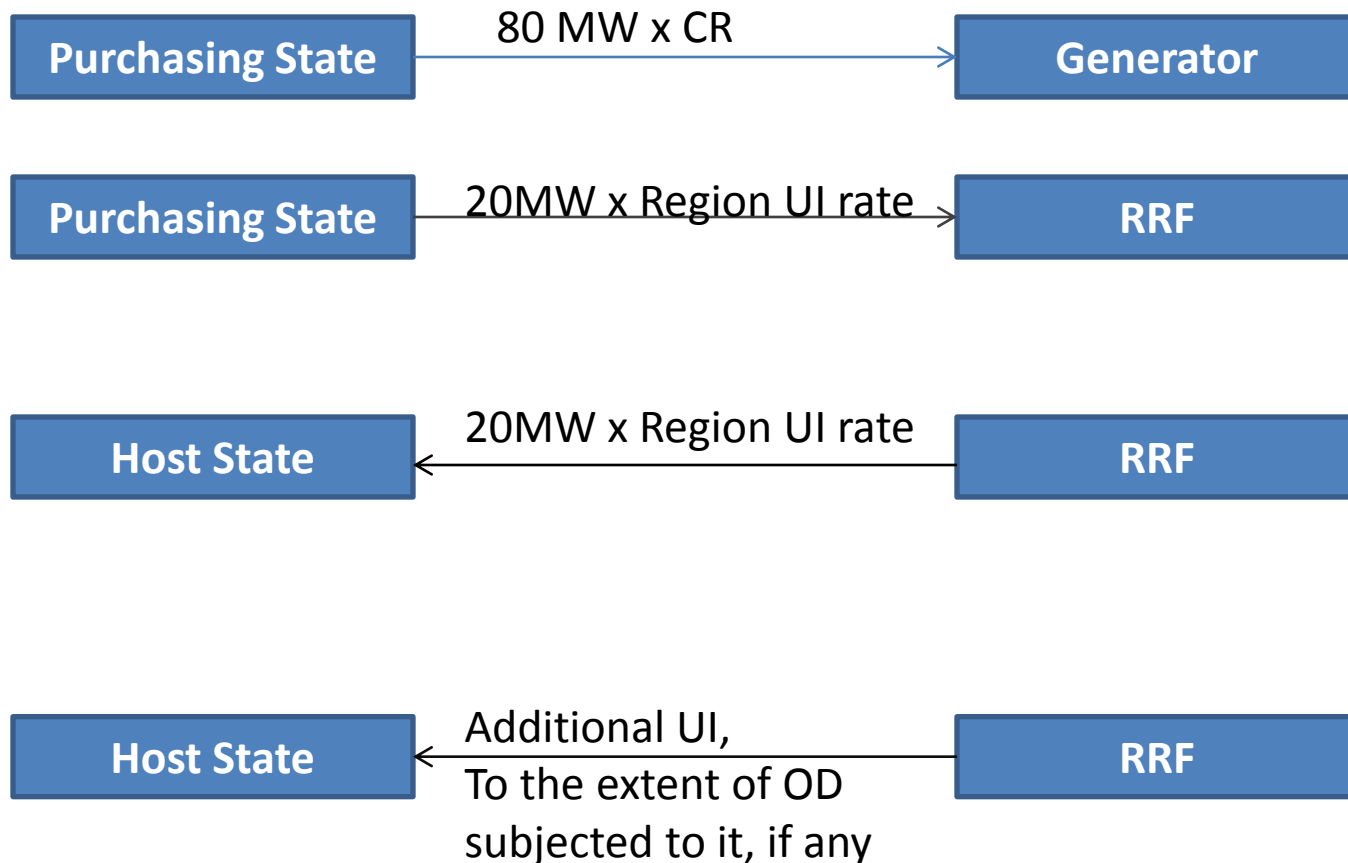 80 MW x CR
Purchasing State
Generator
20MW x Region UI rate
Purchasing State
RRF
20MW x Region UI rate
Host State
RRF
Additional UI,
Host State
RRF
To the extent of OD
subjected to it, if any